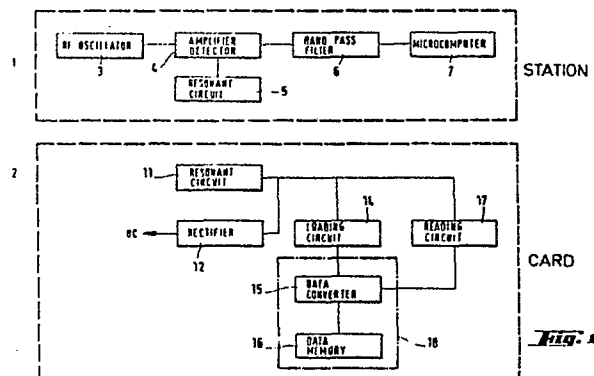 1
RF OSCILLATOR
3
AMPLIFIER
DETECTOR
4
BAND PASS
FILTER
6
MICROCOMPUTER
7
RESONANT
CIRCUIT
5
STATION
2
11
RESONANT
CIRCUIT
DC
RECTIFIER
12
14
LOADING
CIRCUIT
17
READING
CIRCUIT
CARD
15
DATA
CONVERTER
16
DATA
MEMORY
18
Fig. 1